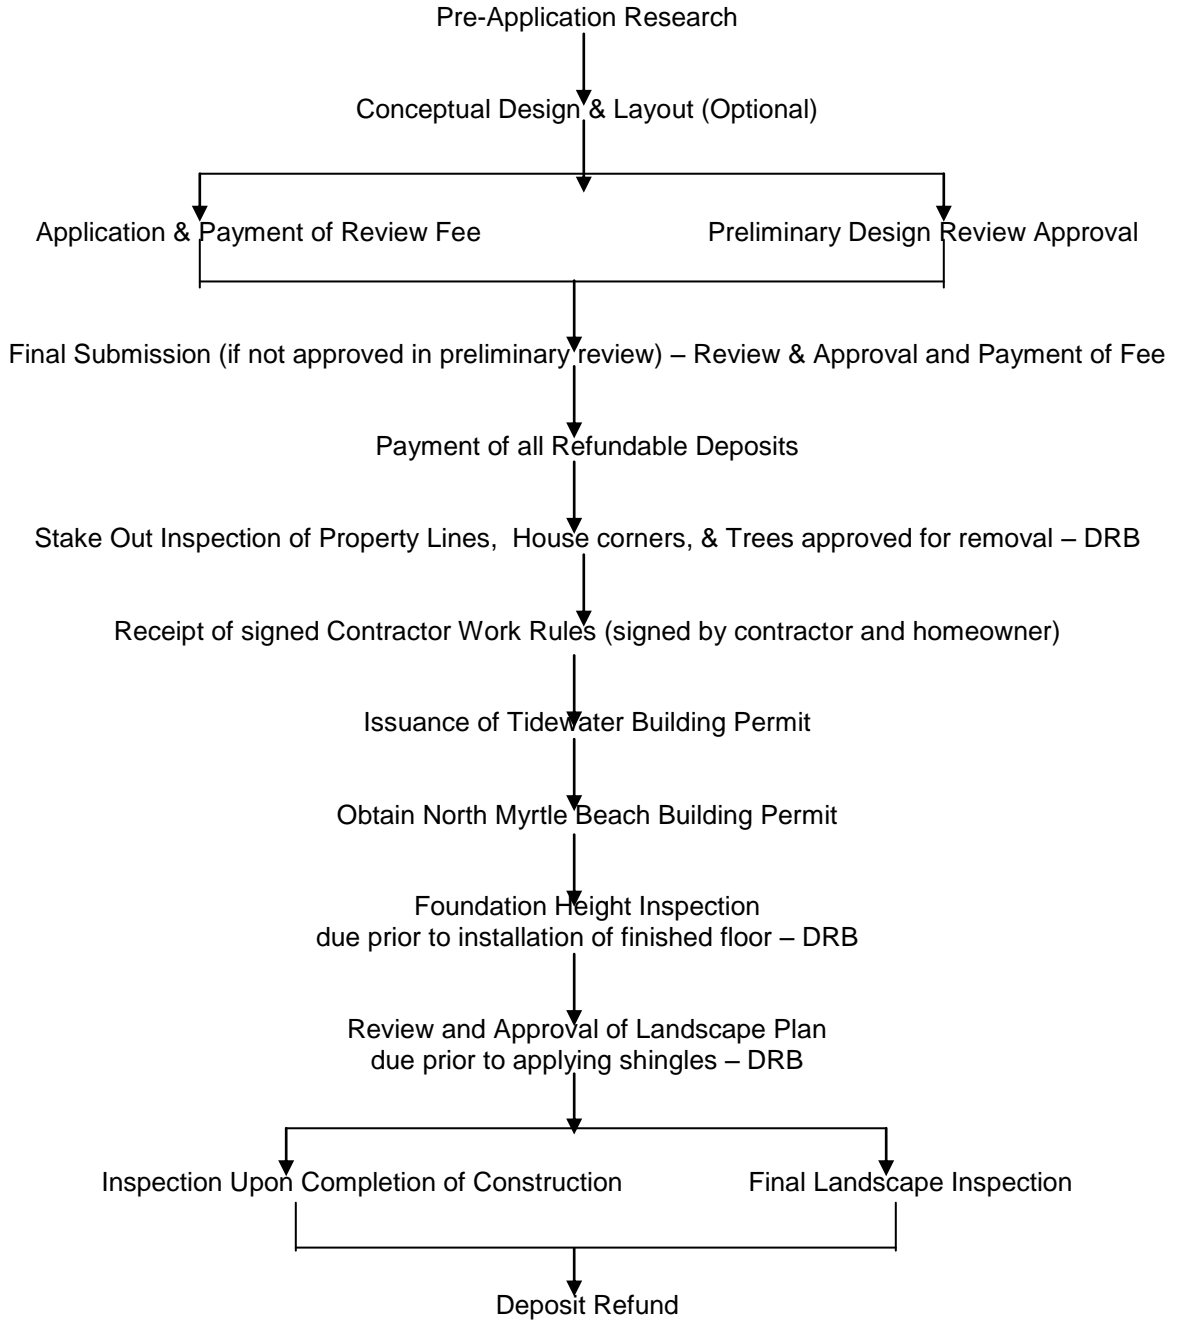 Pre-Application Research
Conceptual Design & Layout (Optional)
Application & Payment of Review Fee
Preliminary Design Review Approval
Final Submission (if not approved in preliminary review) – Review & Approval and Payment of Fee
Payment of all Refundable Deposits
Stake Out Inspection of Property Lines,  House corners, & Trees approved for removal – DRB
Receipt of signed Contractor Work Rules (signed by contractor and homeowner)
Issuance of Tidewater Building Permit
Obtain North Myrtle Beach Building Permit
Foundation Height Inspection
due prior to installation of finished floor – DRB
Review and Approval of Landscape Plan
due prior to applying shingles – DRB
Inspection Upon Completion of Construction
Final Landscape Inspection
Deposit Refund